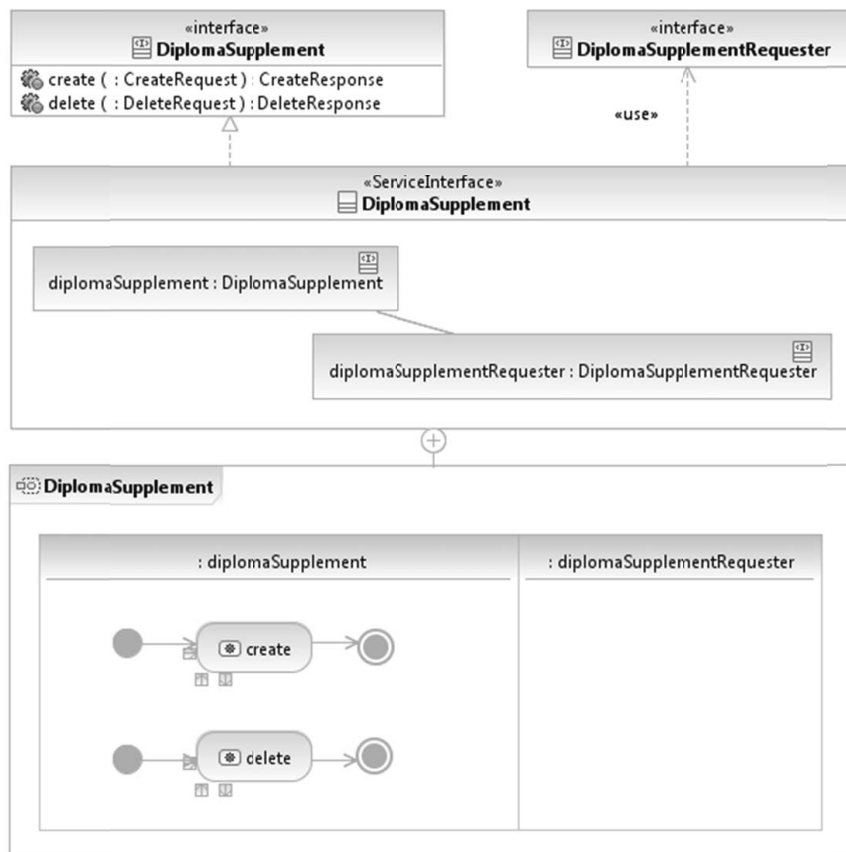 «interface»
DiplomaSupplement
create ( : CreateRequest ) : CreateResponse
delete ( : DeleteRequest ) : DeleteResponse
«interface»
DiplomaSupplementRequester
«use»
«ServiceInterface»
DiplomaSupplement
diplomaSupplement : DiplomaSupplement
diplomaSupplementRequester : DiplomaSupplementRequester
DiplomaSupplement
: diplomaSupplement
: diplomaSupplementRequester
create
delete